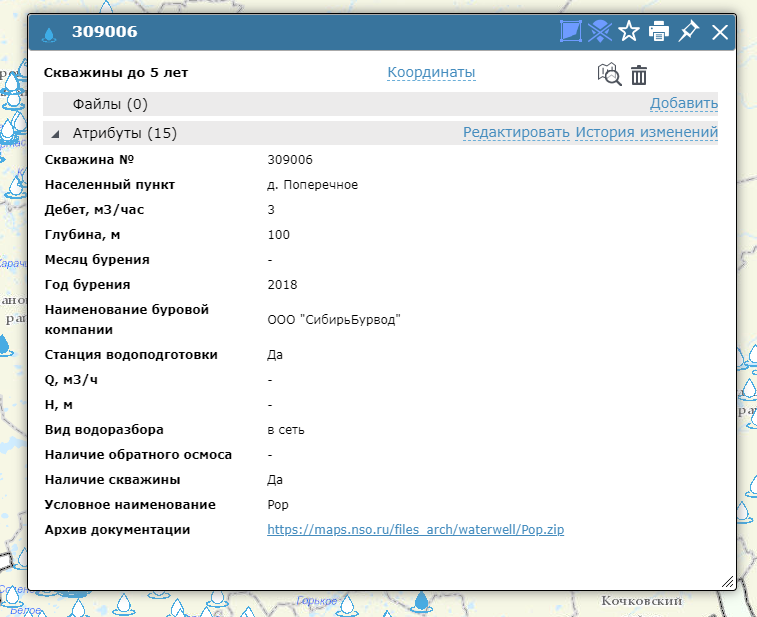 309006
Скважины до 5 лет
Координаты
Файлы (0)
Добавить
Атрибуты (15)
Редактировать История изменений
Скважина № 309006
Населенный пункт д. Поперечное
Дебет, м3/час 3
Глубина, м 100
Месяц бурения -
Год бурения 2018
Наименование буровой
компании
ООО "СибирьБурвод"
Станция водоподготовки Да
Q, м3/ч -
Н, м -
Вид водоразбора в сеть
Наличие обратного осмоса -
Наличие скважины Да
Условное наименование Pop
Архив документации https://maps.nso.ru/files_arch/waterwell/Pop.zip
Горькое
Белое
Кочковский